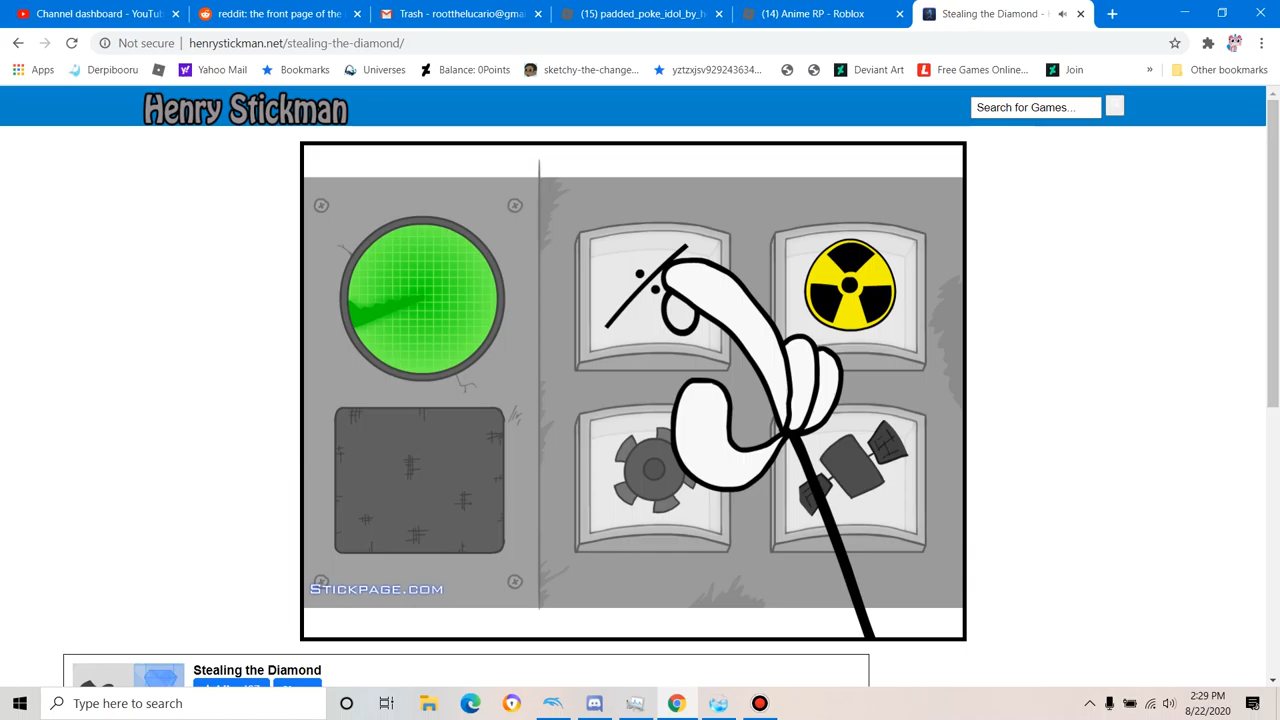 Channel dashboard - YouTu
reddit: the front page of the
Trash - rootthelucario@gma
(15) padded_poke_idol_by_h
(14) Anime RP - Roblox
Stealing the Diamond -
Not secure | henrystickman.net/stealing-the-diamond/
Apps Derpibooru Yahoo Mail Bookmarks Universes Balance: 0Points sketchy-the-change... yztzxjsv929243634... Deviant Art Free Games Online... Join » Other bookmarks
Henry Stickman
Search for Games...
STICKPAGE.COM
Stealing the Diamond
Type here to search
2:29 PM
8/22/2020